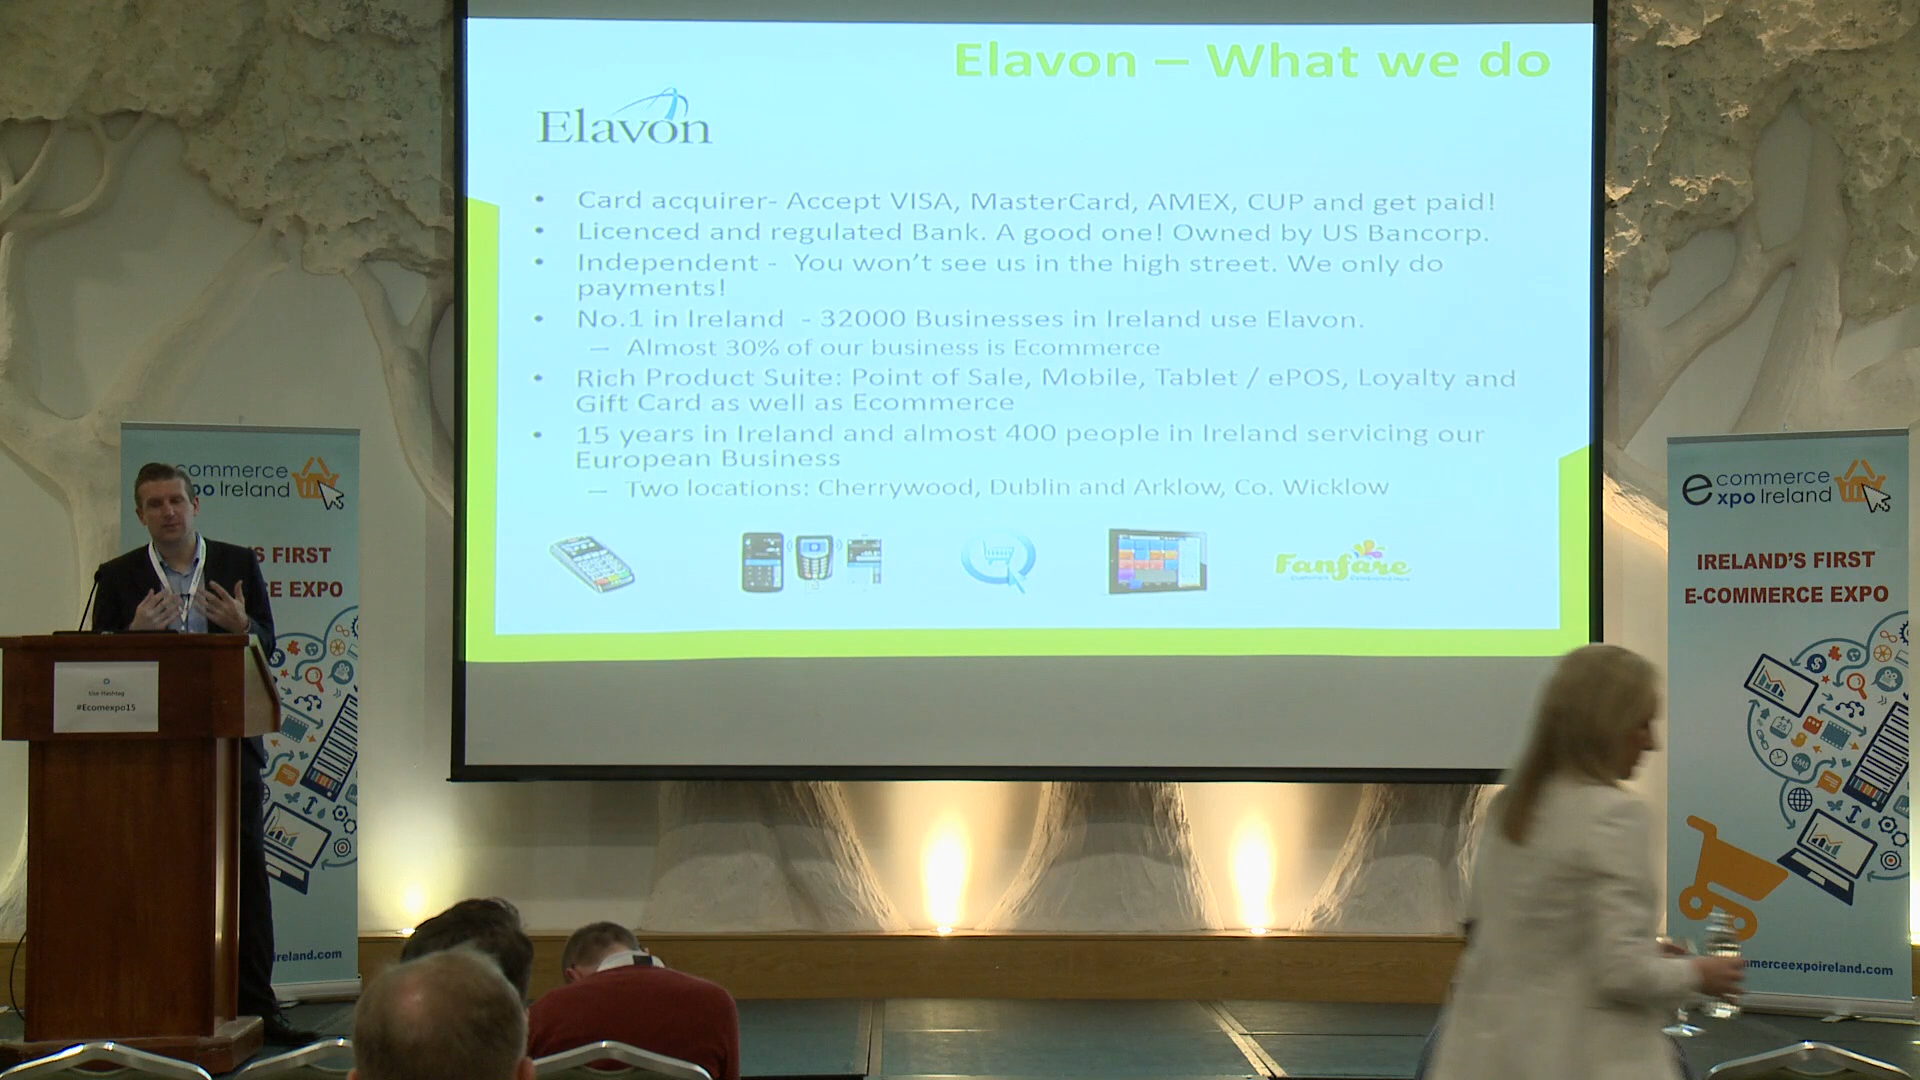 Elavon – What we do
Elavon
• Card acquirer- Accept VISA, MasterCard, AMEX, CUP and get paid!
• Licenced and regulated Bank. A good one! Owned by US Bancorp.
• Independent - You won't see us in the high street. We only do
payments!
• No.1 in Ireland - 32000 Businesses in Ireland use Elavon.
– Almost 30% of our business is Ecommerce
• Rich Product Suite: Point of Sale, Mobile, Tablet / ePOS, Loyalty and
Gift Card as well as Ecommerce
• 15 years in Ireland and almost 400 people in Ireland servicing our
European Business
– Two locations: Cherrywood, Dublin and Arklow, Co. Wicklow
Fanfare
commerce
xpo Ireland
S FIRST
E EXPO
ireland.com
Use Hashtag
#Ecomexpo15
e commerce
xpo Ireland
IRELAND'S FIRST
E-COMMERCE EXPO
SMS
mmerceexpoireland.com